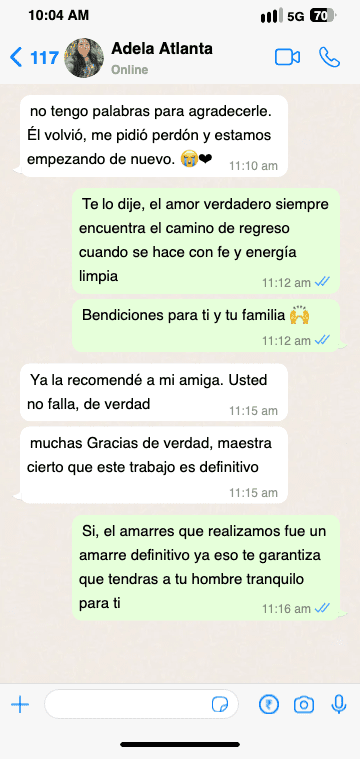 10:04 AM
5G
70
117
Adela Atlanta
Online
no tengo palabras para agradecerle.
Él volvió, me pidió perdón y estamos
empezando de nuevo. 😭❤
11:10 am
Te lo dije, el amor verdadero siempre
encuentra el camino de regreso
cuando se hace con fe y energía
limpia
11:12 am
Bendiciones para ti y tu familia 🙌
11:12 am
Ya la recomendé a mi amiga. Usted
no falla, de verdad
11:15 am
muchas Gracias de verdad, maestra
cierto que este trabajo es definitivo
11:15 am
Si, el amarres que realizamos fue un
amarre definitivo ya eso te garantiza
que tendras a tu hombre tranquilo
para ti
11:16 am
₹